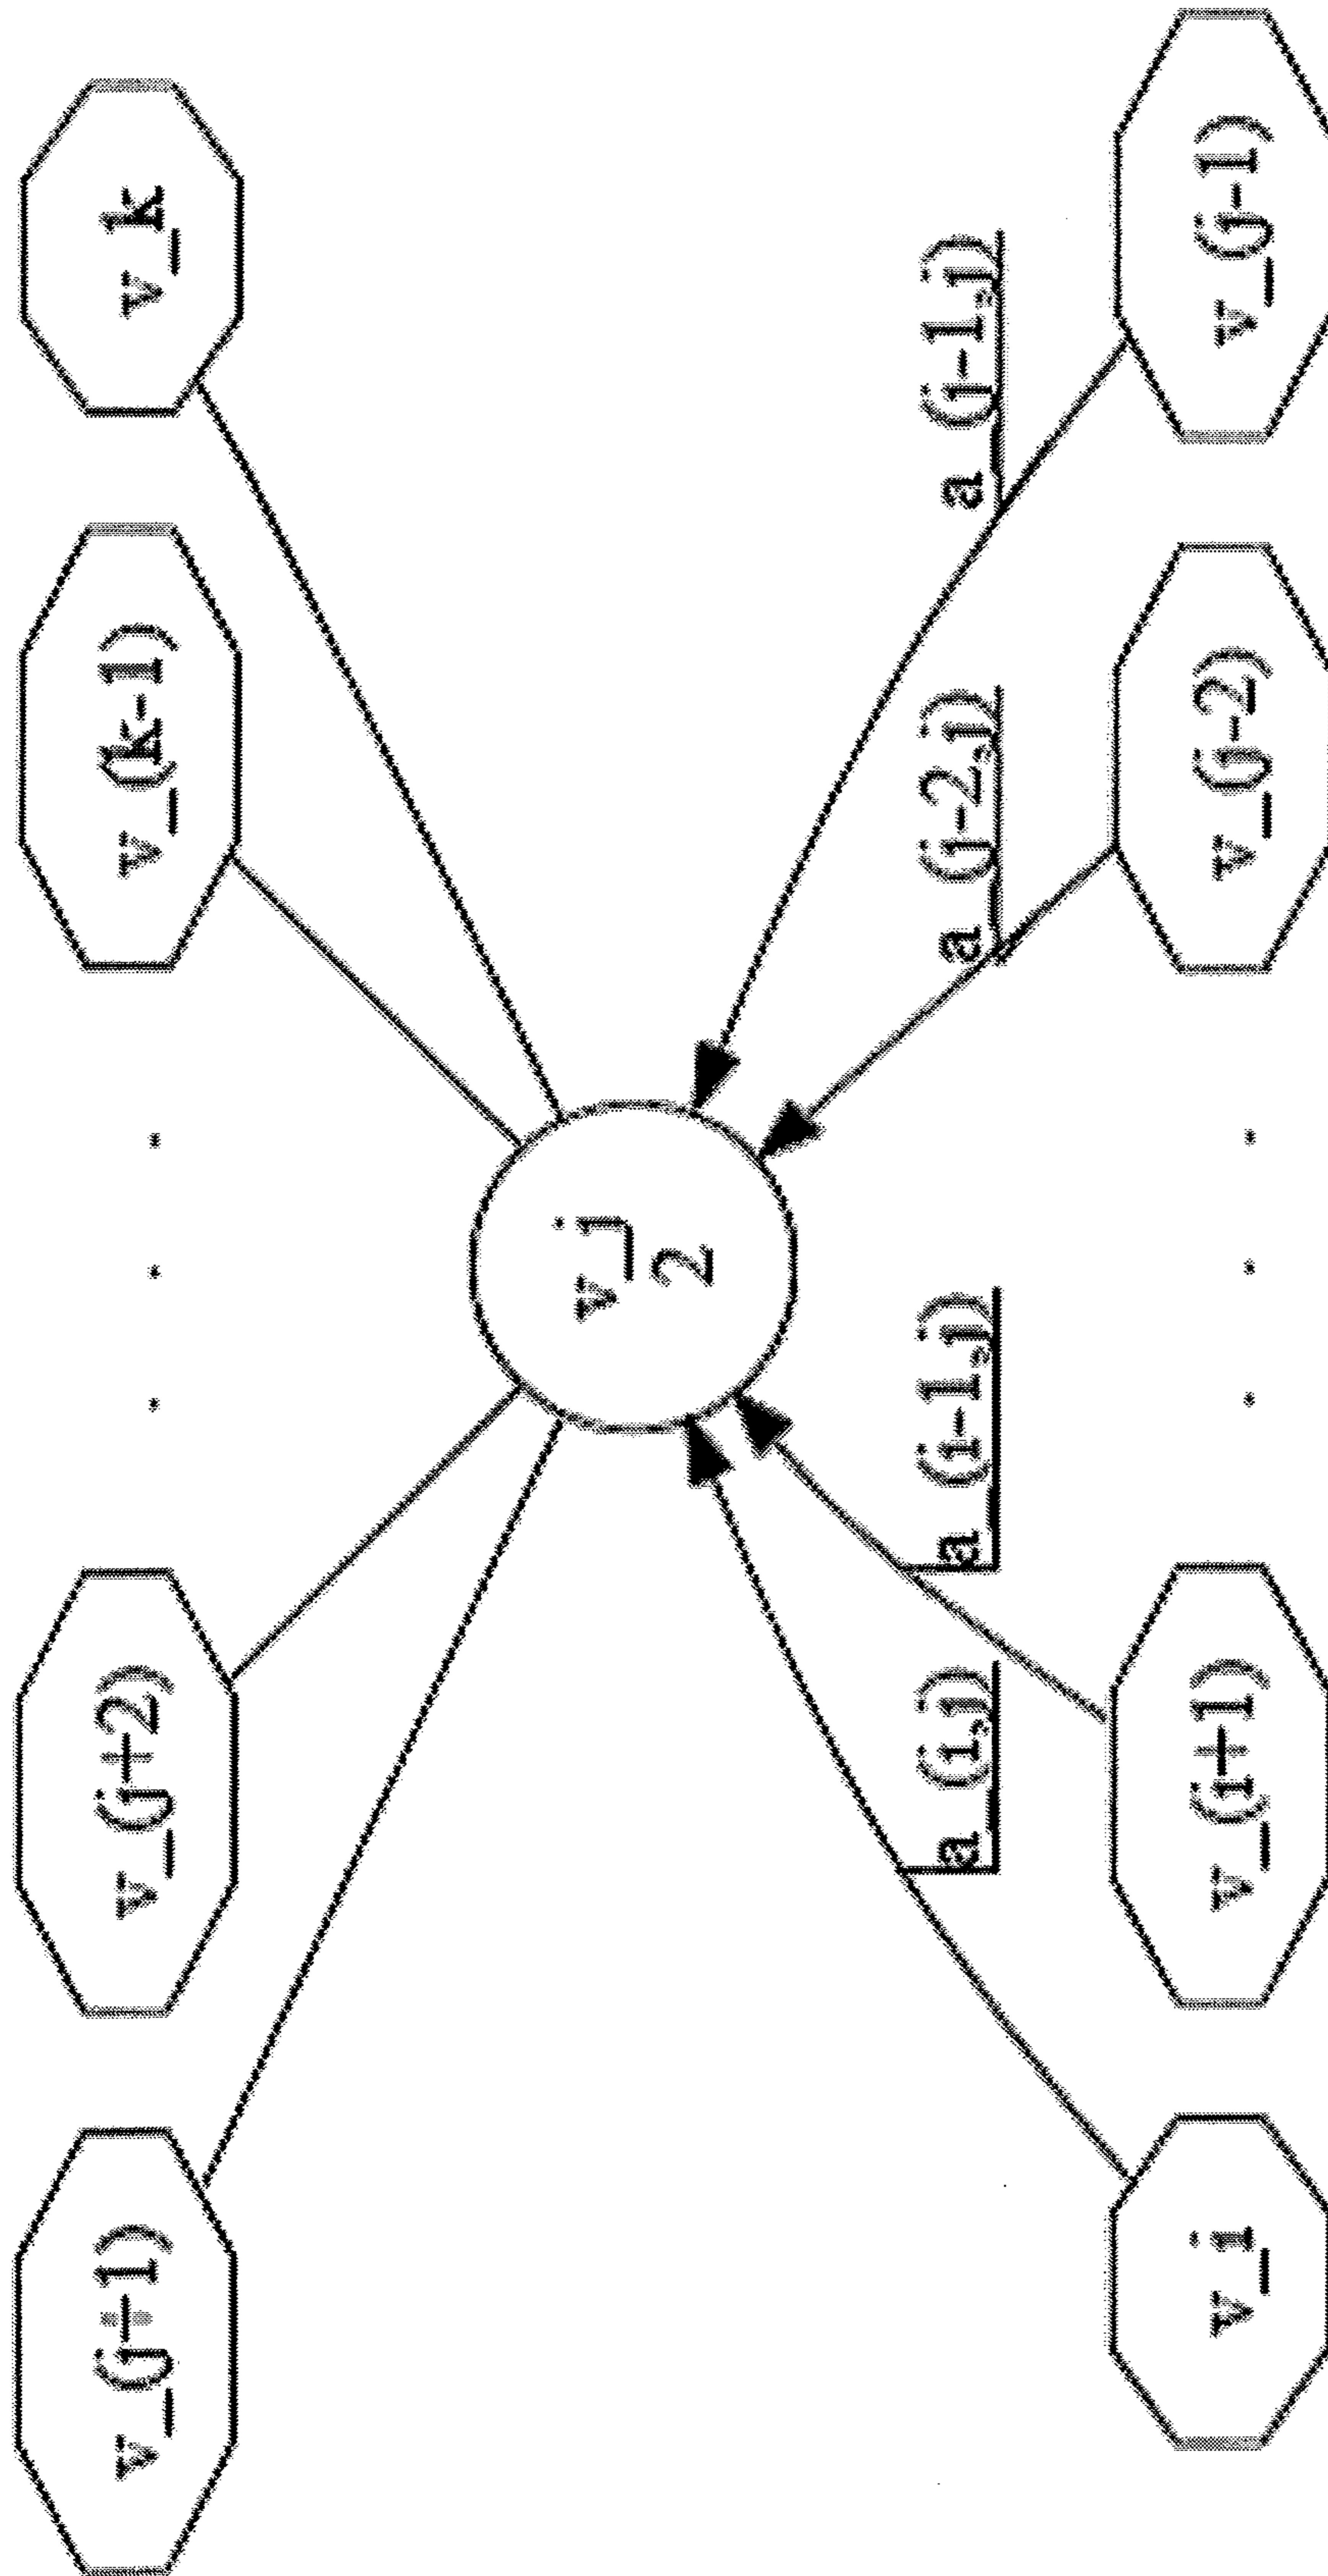 v_(j+1)
v_(j+2)
v_(k-1)
v_k
v_j
2
a_(i,j)
a_(i-1,j)
a_(j-2,j)
a_(j-1,j)
v_i
v_(i+1)
v_(j-2)
v_(j-1)